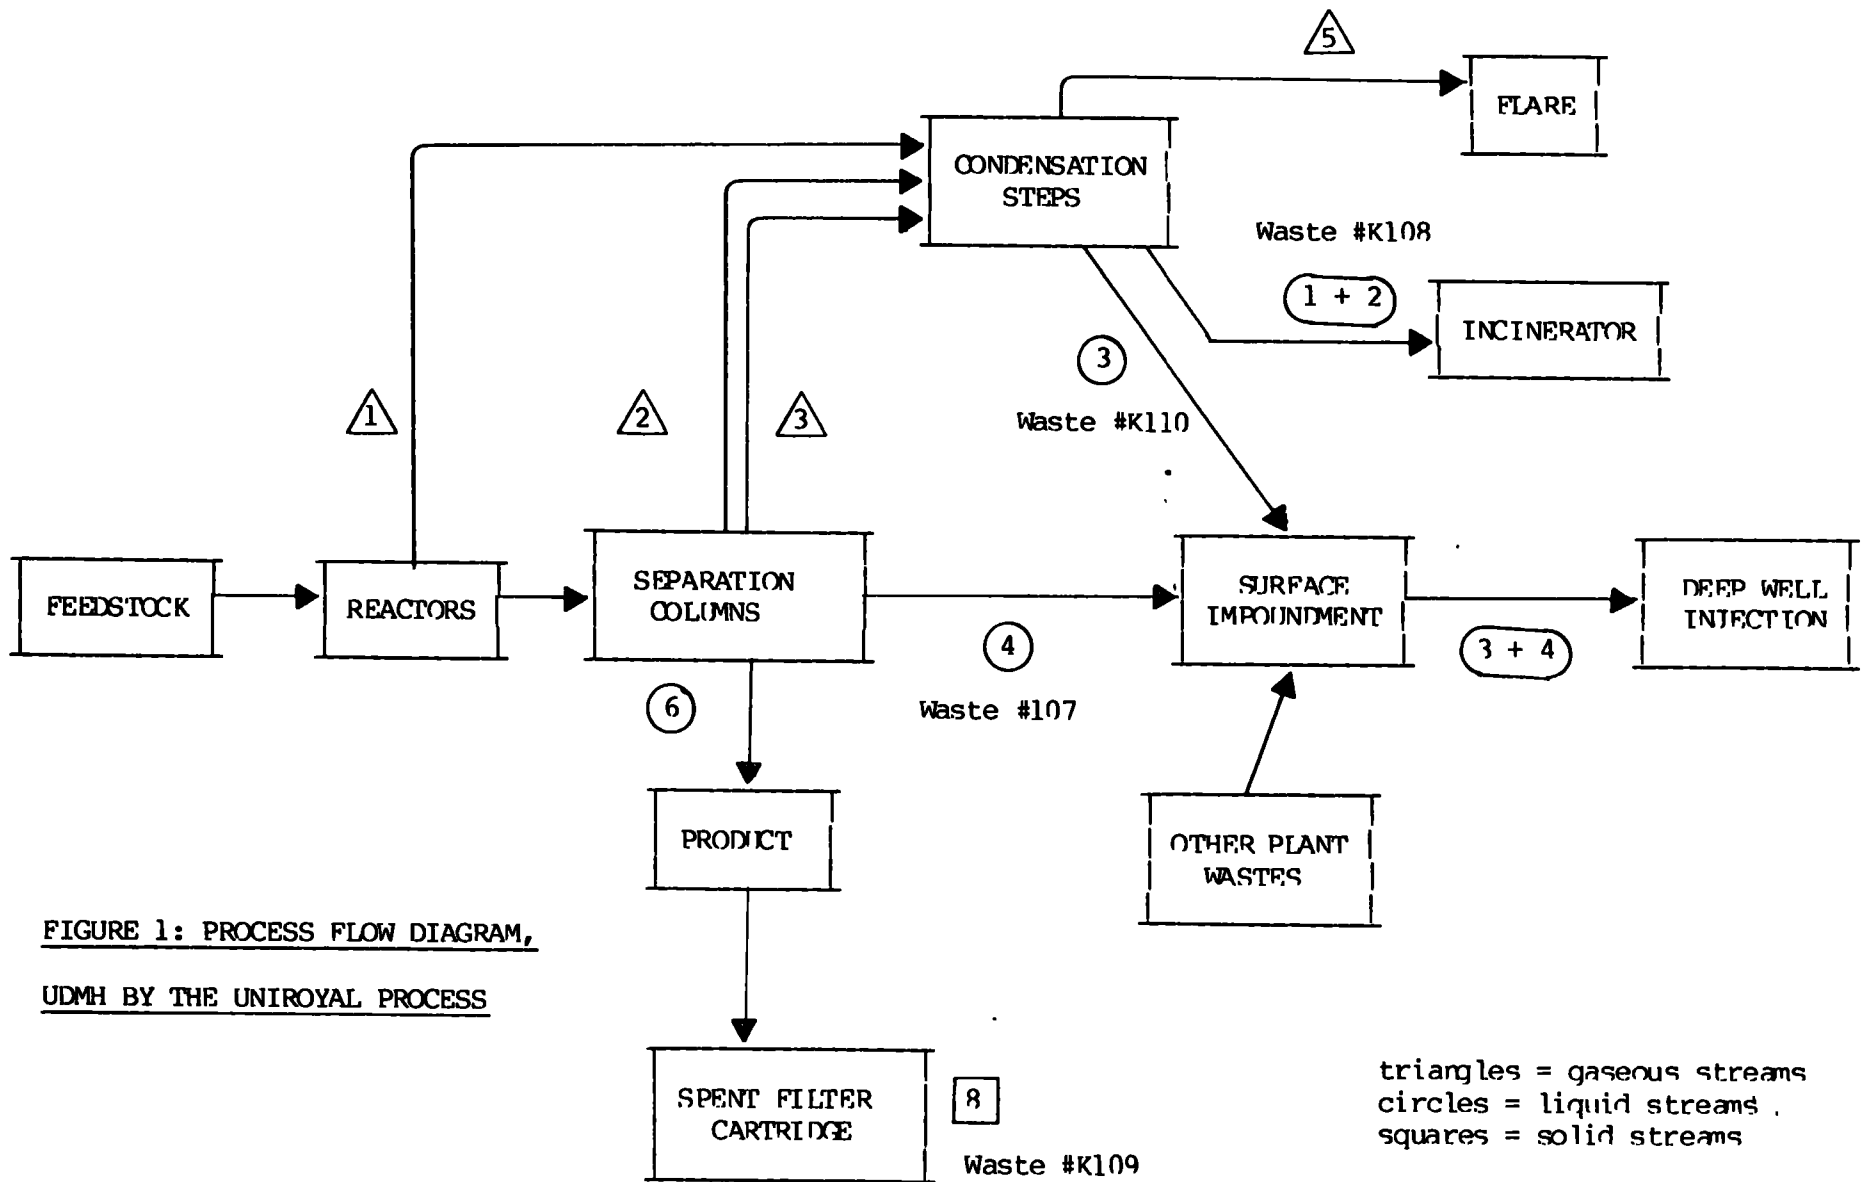 5
FLARE
CONDENSATION
STEPS
Waste #K108
1 + 2
INCINERATOR
3
Waste #K110
1
2
3
FEEDSTOCK
REACTORS
SEPARATION
COLUMNS
SURFACE
IMPOUNDMENT
DEEP WELL
INJECTION
4
3 + 4
6
Waste #107
PRODUCT
OTHER PLANT
WASTES
FIGURE 1: PROCESS FLOW DIAGRAM,
UDMH BY THE UNIROYAL PROCESS
SPENT FILTER
CARTRIDGE
8
Waste #K109
triangles = gaseous streams
circles = liquid streams
squares = solid streams